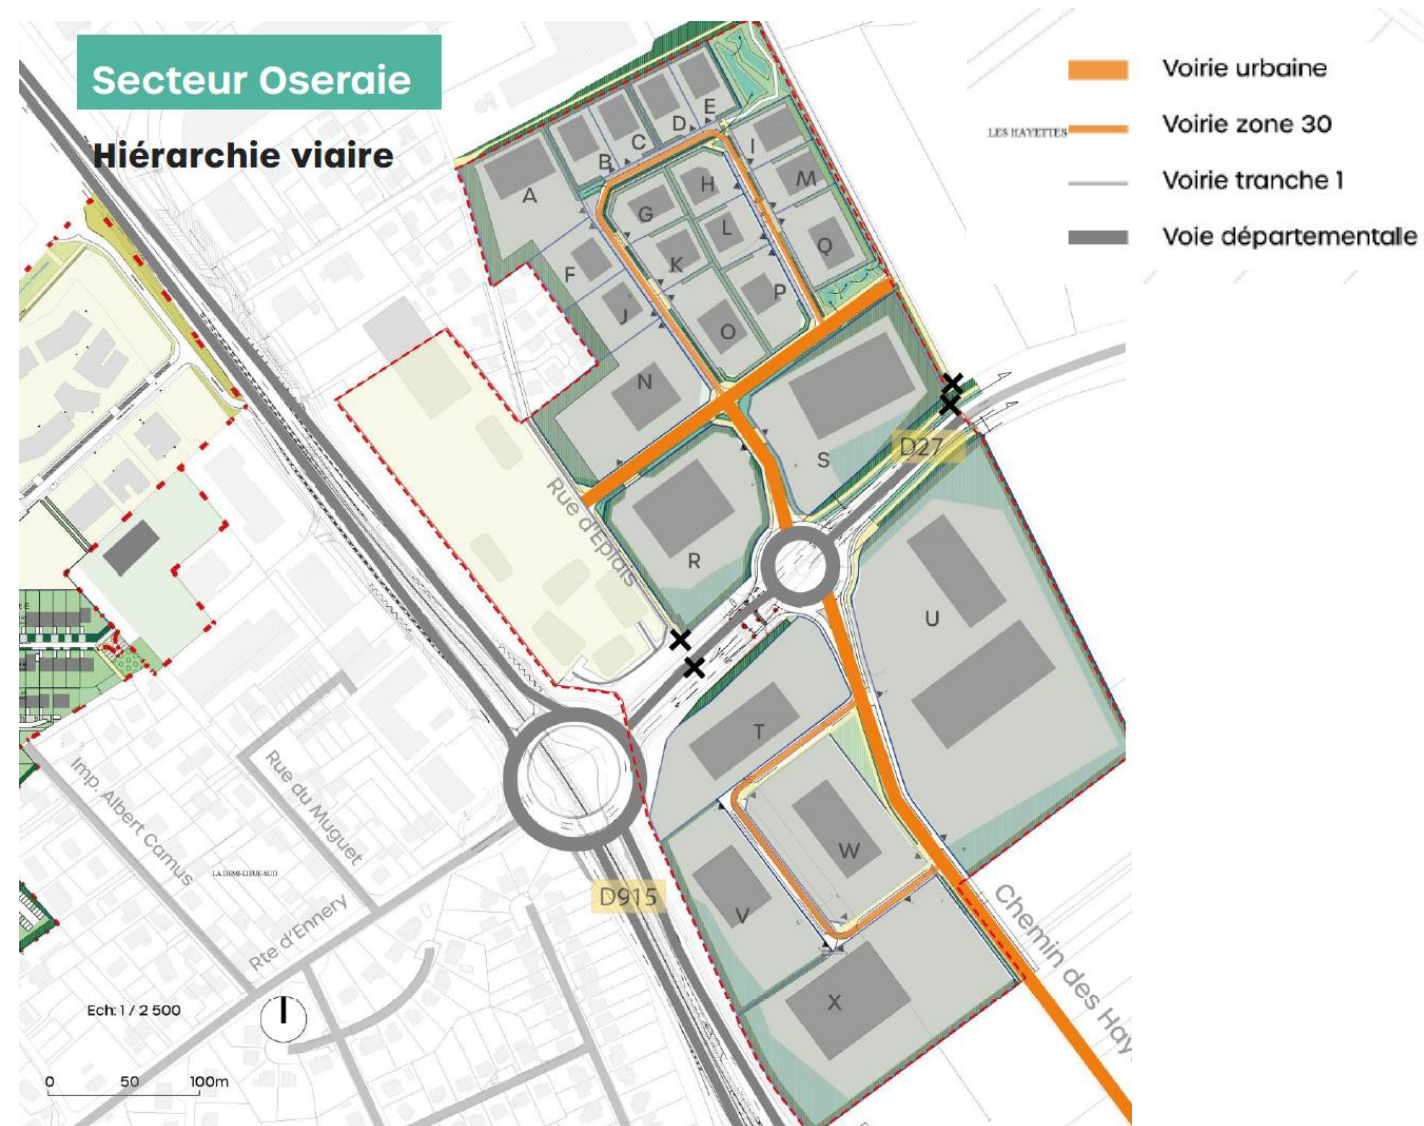 Secteur Oseraie
Hiérarchie viaire
Voirie urbaine
Voirie zone 30
Voirie tranche 1
Voie départementale
LES HAYETTES
A
B
C
D
E
F
G
H
I
J
K
L
M
N
O
P
Q
R
S
T
U
V
W
X
D27
Rue d'Eplais
D915
Imp. Albert Camus
Rue du Muguet
LA DEMI-LIEUE-SUD
Rte d'Ennery
Chemin des Hay
Ech: 1 / 2 500
0 50 100m